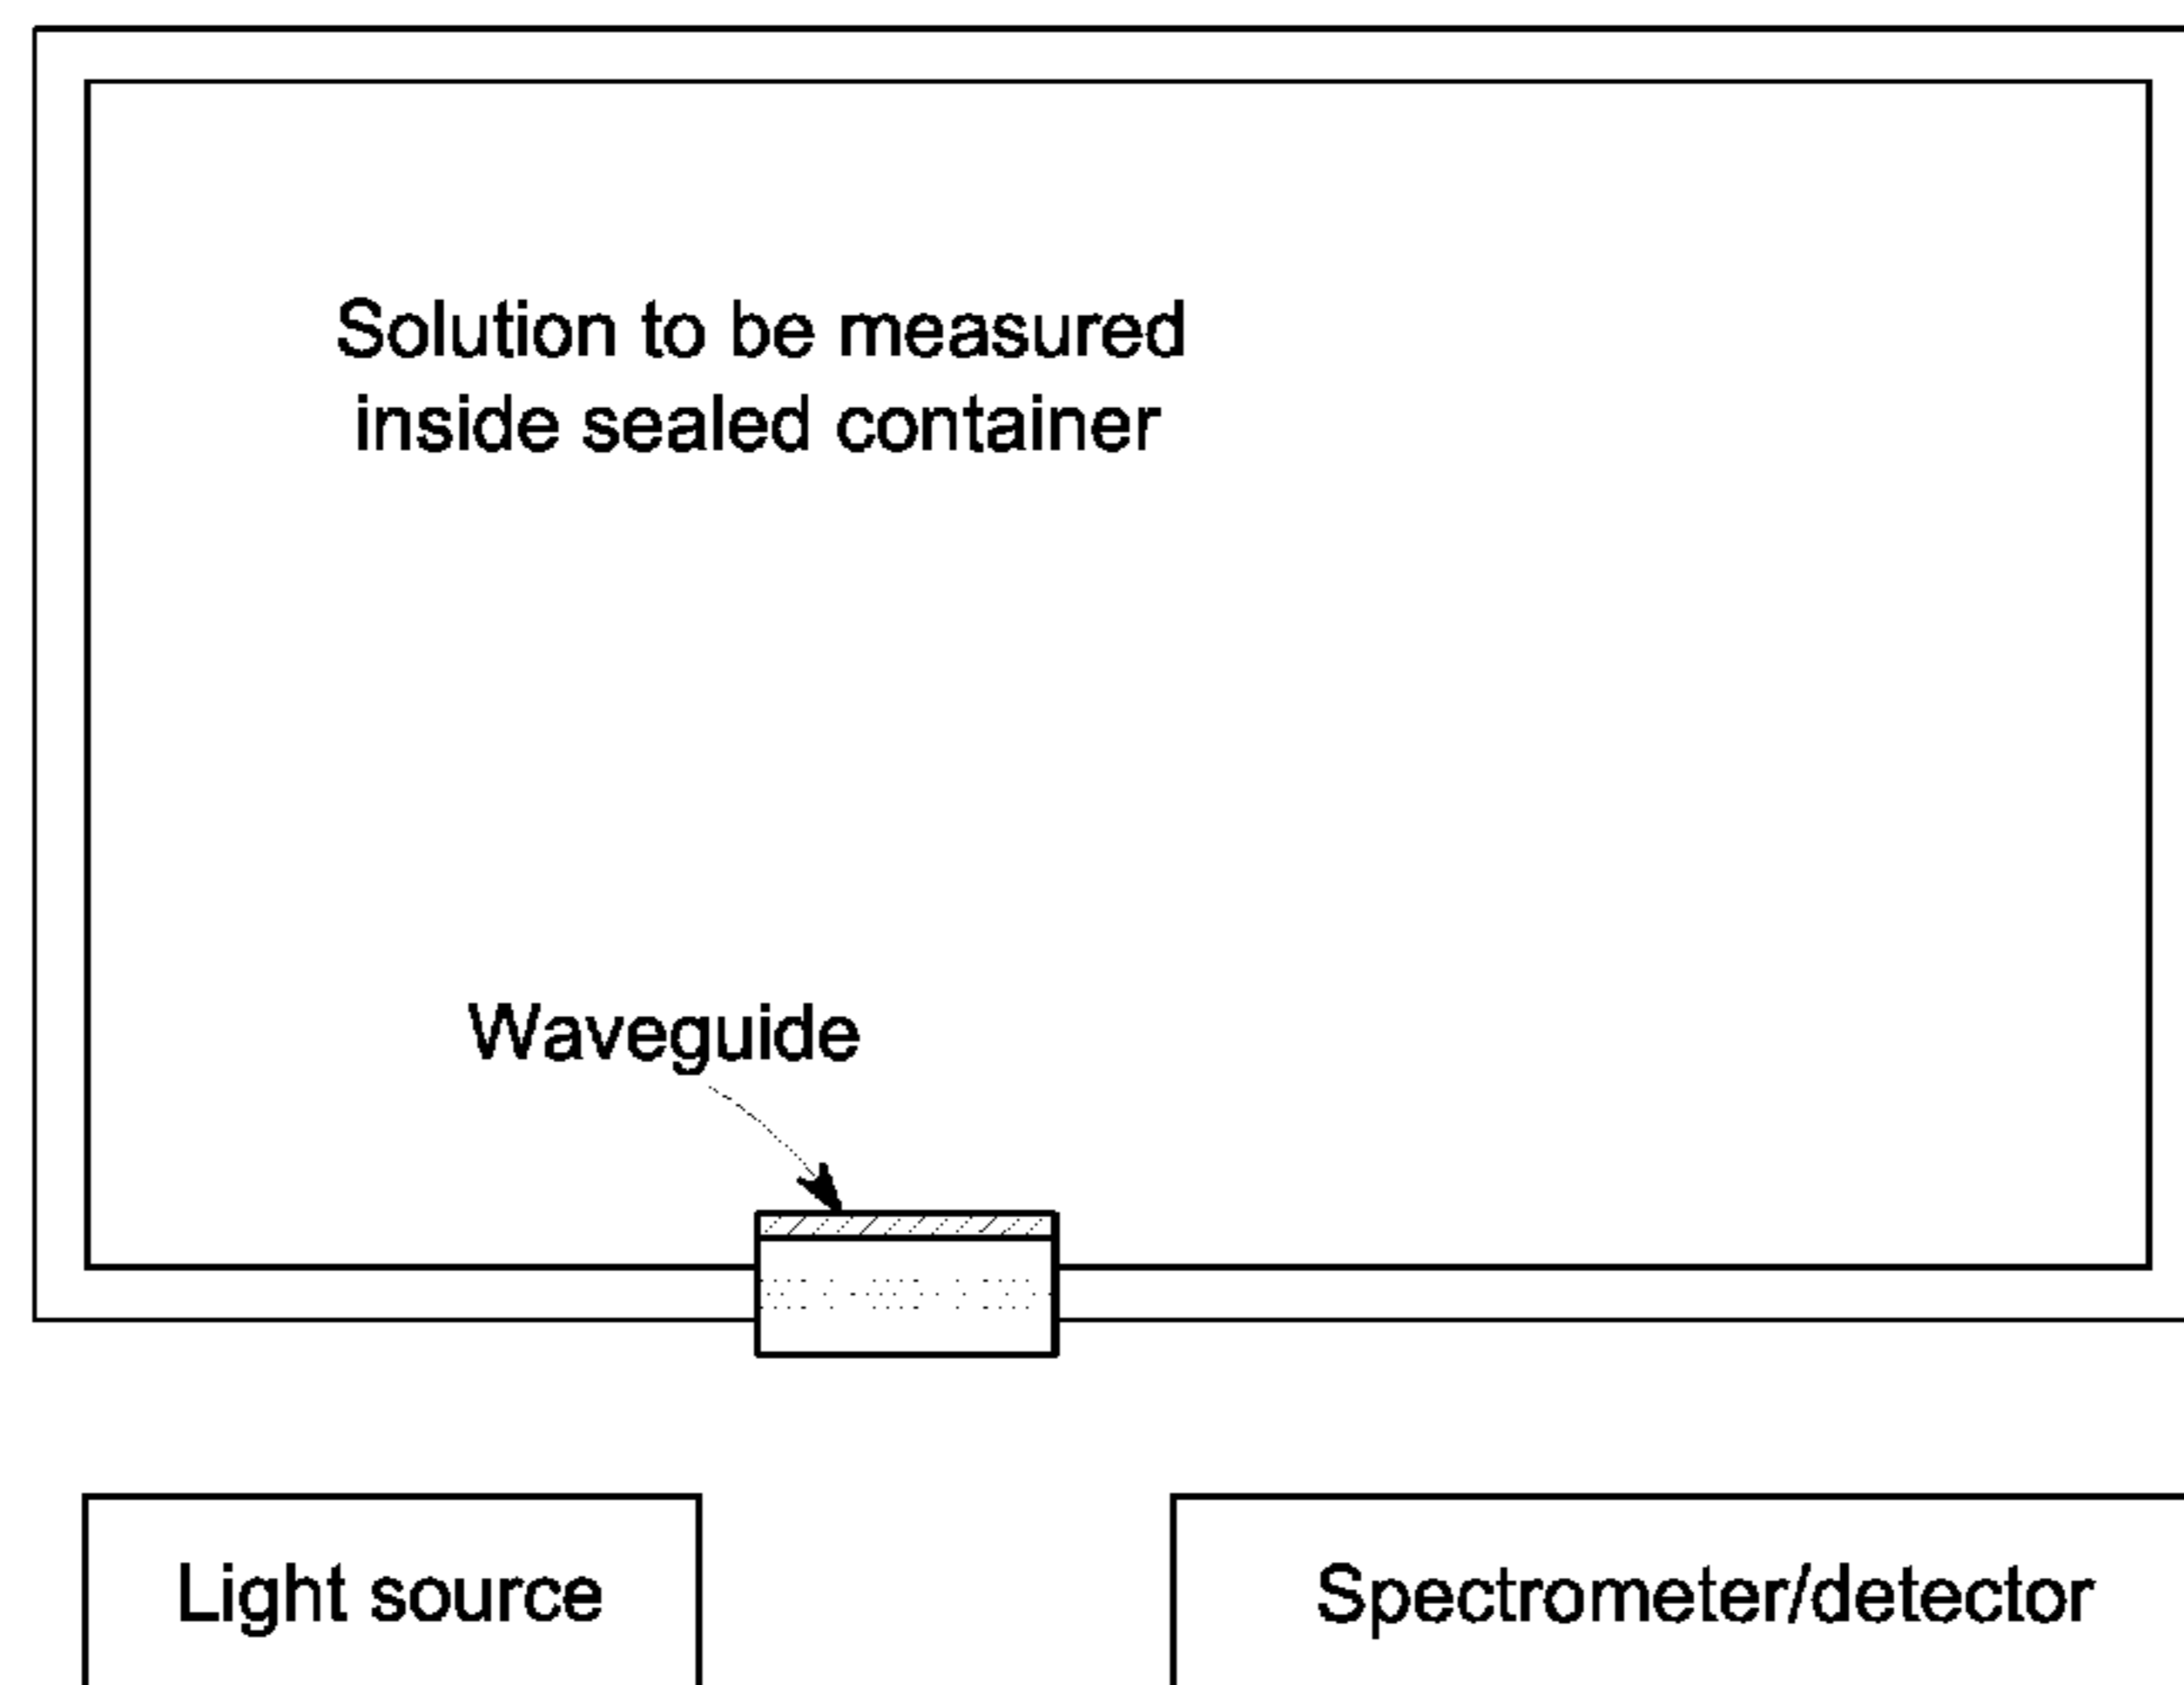 Solution to be measured
inside sealed container
Waveguide
Light source
Spectrometer/detector